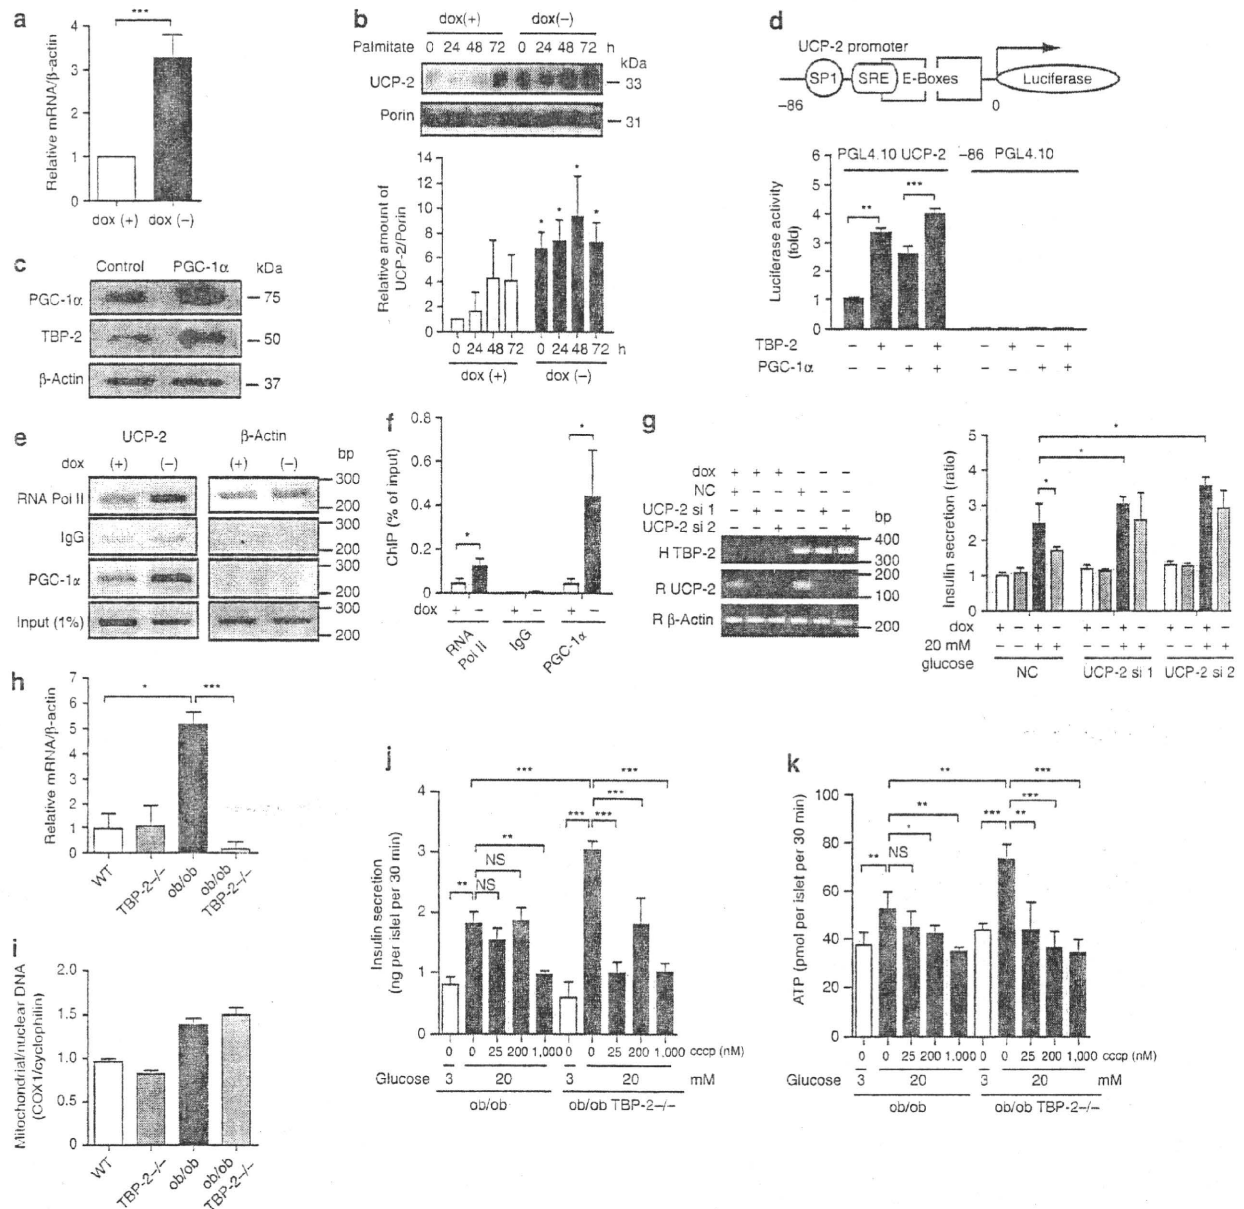 a
***
Relative mRNA/β-actin
4
3
2
1
0
dox (+)
dox (−)
b
dox(+) dox(−)
Palmitate 0 24 48 72 0 24 48 72 h
kDa
UCP-2 33
Porin 31
Relative amount of
UCP-2/Porin
14
12
10
8
6
4
2
0
* * * *
0 24 48 72 0 24 48 72 h
dox (+) dox (−)
c
Control PGC-1α kDa
PGC-1α 75
TBP-2 50
β-Actin 37
d
UCP-2 promoter
SP1 SRE E-Boxes Luciferase
−86 0
PGL4.10 UCP-2 −86 PGL4.10
Luciferase activity
(fold)
6
5
4
3
2
1
0
** ***
TBP-2 − + − + − + − +
PGC-1α − − + + − − + +
e
UCP-2 β-Actin
dox (+) (−) (+) (−) bp
RNA Pol II 300
200
IgG 300
200
PGC-1α 300
200
Input (1%) 300
200
f
ChIP (% of input)
0.8
0.6
0.4
0.2
0
* *
dox + − + − + −
RNA
Pol II
IgG
PGC-1α
g
dox + + + − − −
NC + − − + − −
UCP-2 si 1 − + − − + −
UCP-2 si 2 − − + − − +
bp
H TBP-2 400
300
R UCP-2 200
100
R β-Actin 200
Insulin secretion (ratio)
5
4
3
2
1
0
* * *
dox + − + − + − + − + − + −
20 mM − − + + − − + + − − + +
glucose
NC UCP-2 si 1 UCP-2 si 2
h
Relative mRNA/β-actin
7
6
5
4
3
2
1
0
* ***
WT
TBP-2−/−
ob/ob
ob/ob
TBP-2−/−
i
Mitochondrial/nuclear DNA
(COX1/cyclophilin)
2.0
1.5
1.0
0.5
0
WT
TBP-2−/−
ob/ob
ob/ob
TBP-2−/−
j
Insulin secretion
(ng per islet per 30 min)
4
3
2
1
0
*** ***
***
** *** ***
NS
** NS
0 0 25 200 1,000 0 0 25 200 1,000 cccp (nM)
Glucose 3 20 3 20 mM
ob/ob ob/ob TBP-2−/−
k
ATP (pmol per islet per 30 min)
100
80
60
40
20
0
** ***
** ***
* *** **
** NS
0 0 25 200 1,000 0 0 25 200 1,000 cccp (nM)
Glucose 3 20 3 20 mM
ob/ob ob/ob TBP-2−/−